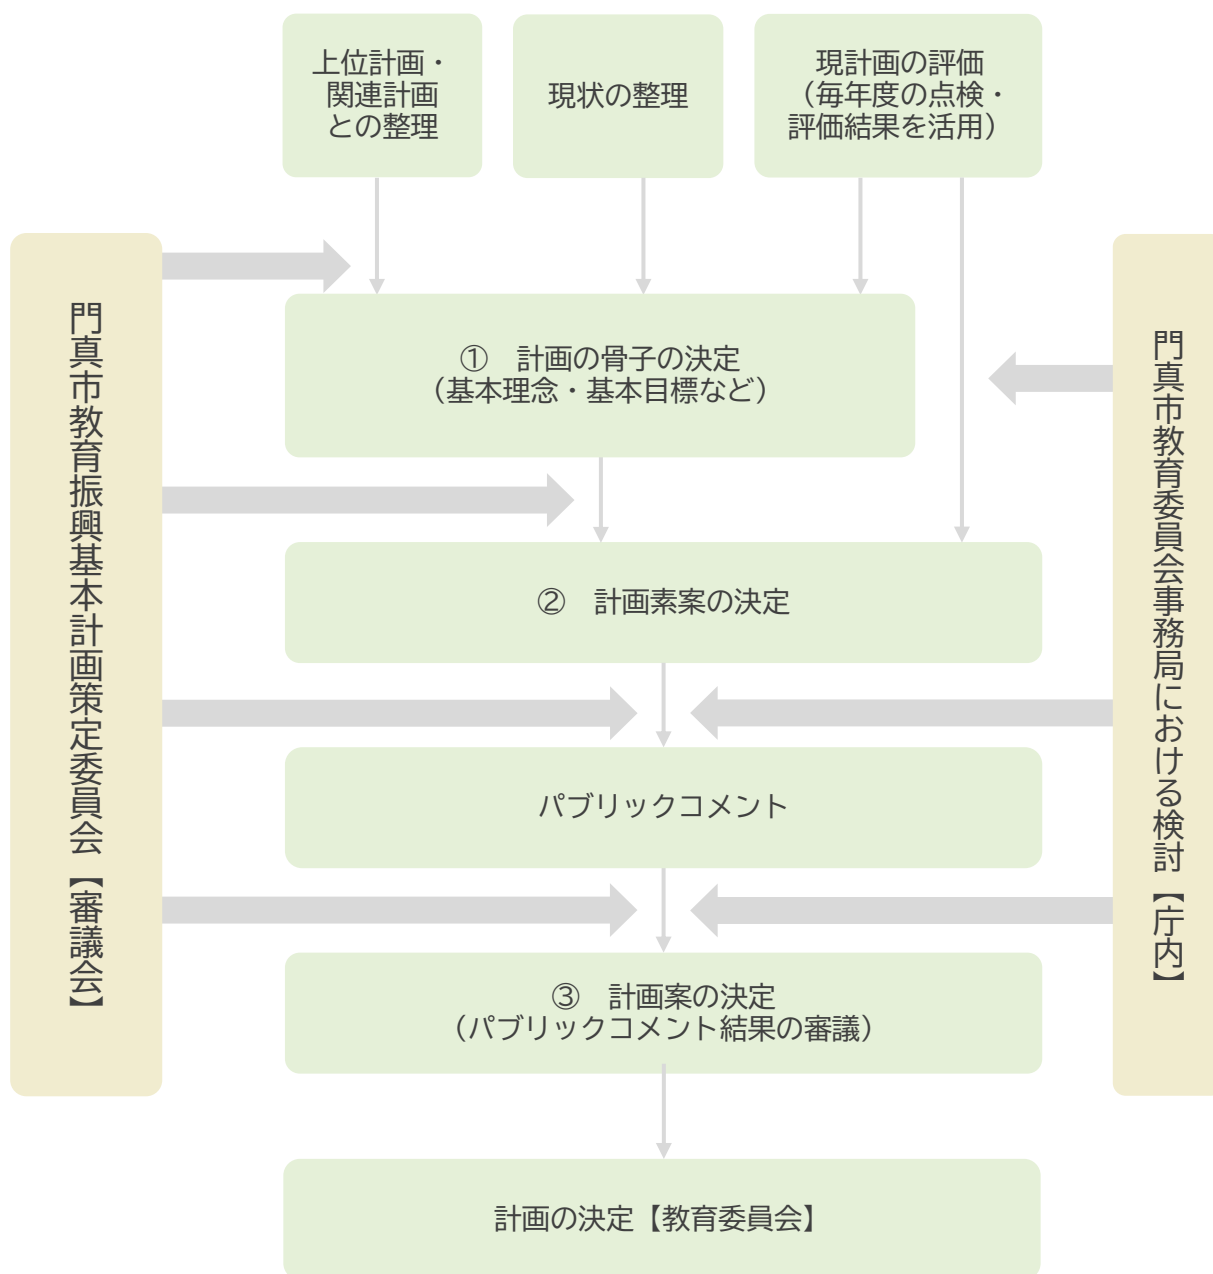 上位計画・
関連計画
との整理
現状の整理
現計画の評価
（毎年度の点検・
評価結果を活用）
門真市教育振興基本計画策定委員会【審議会】
①　計画の骨子の決定
（基本理念・基本目標など）
門真市教育委員会事務局における検討【庁内】
②　計画素案の決定
パブリックコメント
③　計画案の決定
（パブリックコメント結果の審議）
計画の決定【教育委員会】